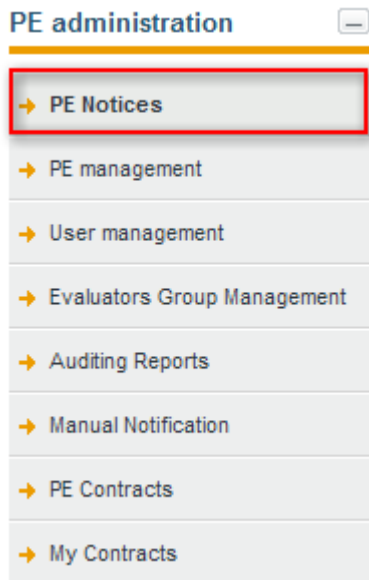 PE administration
PE Notices
PE management
User management
Evaluators Group Management
Auditing Reports
Manual Notification
PE Contracts
My Contracts